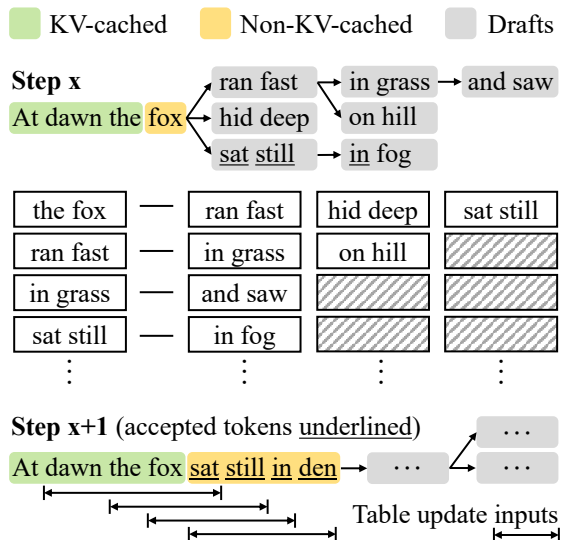 KV-cached Non-KV-cached Drafts
Step x
ran fast in grass and saw
At dawn the fox hid deep on hill
sat still in fog
the fox — ran fast hid deep sat still
ran fast — in grass on hill
in grass — and saw
sat still — in fog
⋮ ⋮ ⋮ ⋮
Step x+1 (accepted tokens underlined)
···
At dawn the fox sat still in den ··· ···
Table update inputs